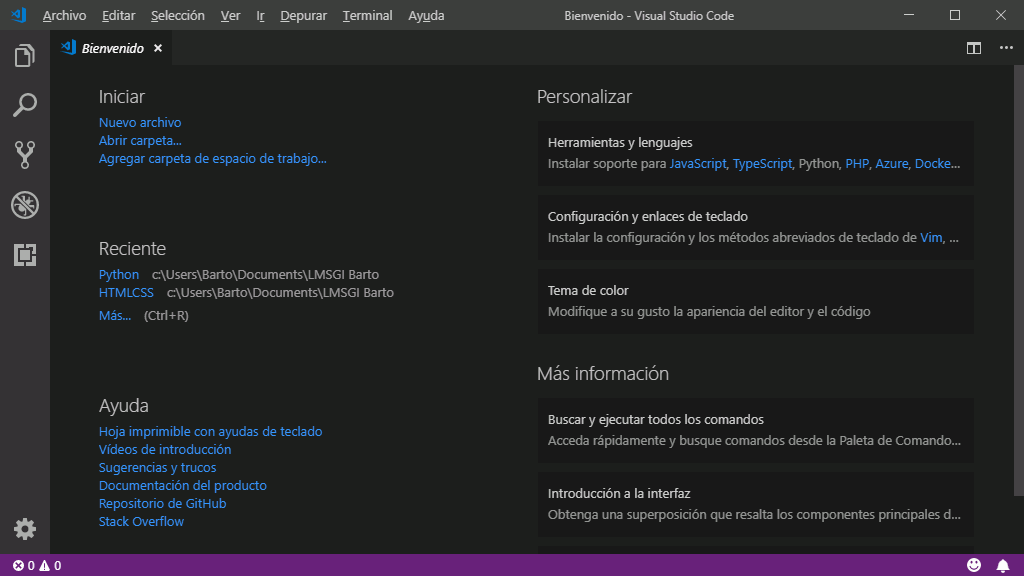 Archivo Editar Selección Ver Ir Depurar Terminal Ayuda Bienvenido - Visual Studio Code
Bienvenido
Iniciar
Nuevo archivo
Abrir carpeta...
Agregar carpeta de espacio de trabajo...
Reciente
Python c:\Users\Barto\Documents\LMSGI Barto
HTMLCSS c:\Users\Barto\Documents\LMSGI Barto
Más... (Ctrl+R)
Ayuda
Hoja imprimible con ayudas de teclado
Vídeos de introducción
Sugerencias y trucos
Documentación del producto
Repositorio de GitHub
Stack Overflow
Personalizar
Herramientas y lenguajes
Instalar soporte para JavaScript, TypeScript, Python, PHP, Azure, Docke...
Configuración y enlaces de teclado
Instalar la configuración y los métodos abreviados de teclado de Vim, ...
Tema de color
Modifique a su gusto la apariencia del editor y el código
Más información
Buscar y ejecutar todos los comandos
Acceda rápidamente y busque comandos desde la Paleta de Comando...
Introducción a la interfaz
Obtenga una superposición que resalta los componentes principales d...
0 0